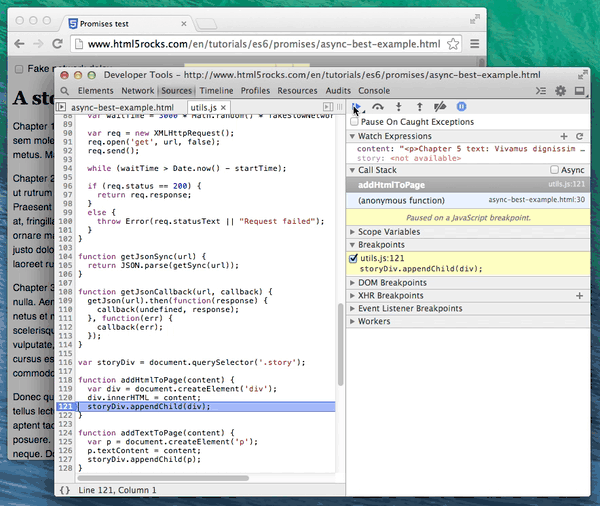 Promises test
www.html5rocks.com/en/tutorials/es6/promises/async-best-example.html
Developer Tools - http://www.html5rocks.com/en/tutorials/es6/promises/async-best-example.html
Elements Network Sources Timeline Profiles Resources Audits Console
async-best-example.html utils.js
88
89
90 var req = new XMLHttpRequest();
91 req.open('get', url, false);
92 req.send();
93
94 while (waitTime > Date.now() - startTime);
95
96 if (req.status == 200) {
97 return req.response;
98 }
99 else {
100 throw Error(req.statusText || "Request failed");
101 }
102 }
103
104 function getJsonSync(url) {
105 return JSON.parse(getSync(url));
106 }
107
108 function getJsonCallback(url, callback) {
109 getJson(url).then(function(response) {
110 callback(undefined, response);
111 }, function(err) {
112 callback(err);
113 });
114 }
115
116 var storyDiv = document.querySelector('.story');
117
118 function addHtmlToPage(content) {
119 var div = document.createElement('div');
120 div.innerHTML = content;
121 storyDiv.appendChild(div);
122 }
123
124 function addTextToPage(content) {
125 var p = document.createElement('p');
126 p.textContent = content;
127 storyDiv.appendChild(p);
128 }
{} Line 121, Column 1
Pause On Caught Exceptions
Watch Expressions
content: "<p>Chapter 5 text: Vivamus dignissim
story: <not available>
Call Stack Async
addHtmlToPage utils.js:121
(anonymous function) async-best-example.html:30
Paused on a JavaScript breakpoint.
Scope Variables
Breakpoints
utils.js:121
storyDiv.appendChild(div);
DOM Breakpoints
XHR Breakpoints
Event Listener Breakpoints
Workers
Fake
A sto
Chapter
sem mole
metus. Ma
Chapter
ut rutrum
Praesent
at, fringilla
ornare ma
justo dolo
laoreet ru
Chapter 3
nulla. Aen
netus et m
scelerisqu
vulputate,
cursus es
commodo
Donec qu
tellus lectu
aptent tac
posuere.
neque. Do